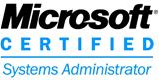 Microsoft®
CERTIFIED
Systems Administrator